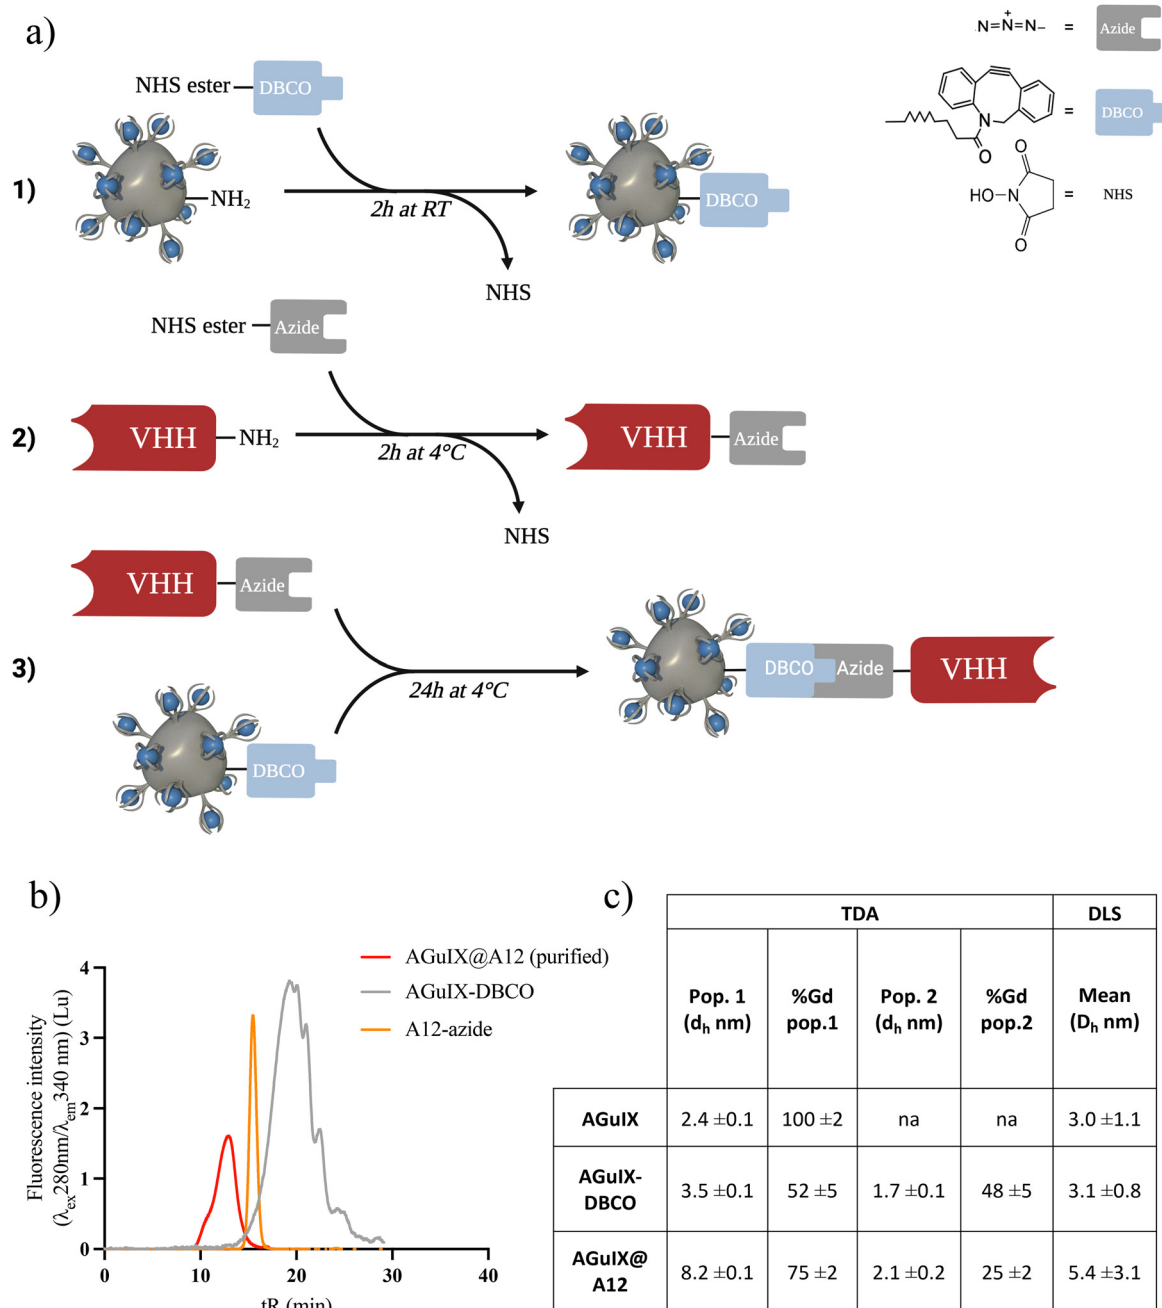 a)
N=N=N–
+
=
Azide
NHS ester
DBCO
N
O
=
DBCO
1)
NH2
2h at RT
DBCO
HO
N
O
O
=
NHS
NHS
NHS ester
Azide
2)
VHH
NH2
2h at 4°C
VHH
Azide
NHS
VHH
Azide
3)
24h at 4°C
DBCO
Azide
VHH
DBCO
b)
AGuIX@A12 (purified)
AGuIX-DBCO
A12-azide
Fluorescence intensity
(λex280nm/λem340 nm) (Lu)
4
3
2
1
0
0 10 20 30 40
tR (min)
c)
TDA DLS
Pop. 1 (dh nm) %Gd pop.1 Pop. 2 (dh nm) %Gd pop.2 Mean (Dh nm)
AGuIX 2.4 ±0.1 100 ±2 na na 3.0 ±1.1
AGuIX-DBCO 3.5 ±0.1 52 ±5 1.7 ±0.1 48 ±5 3.1 ±0.8
AGuIX@A12 8.2 ±0.1 75 ±2 2.1 ±0.2 25 ±2 5.4 ±3.1